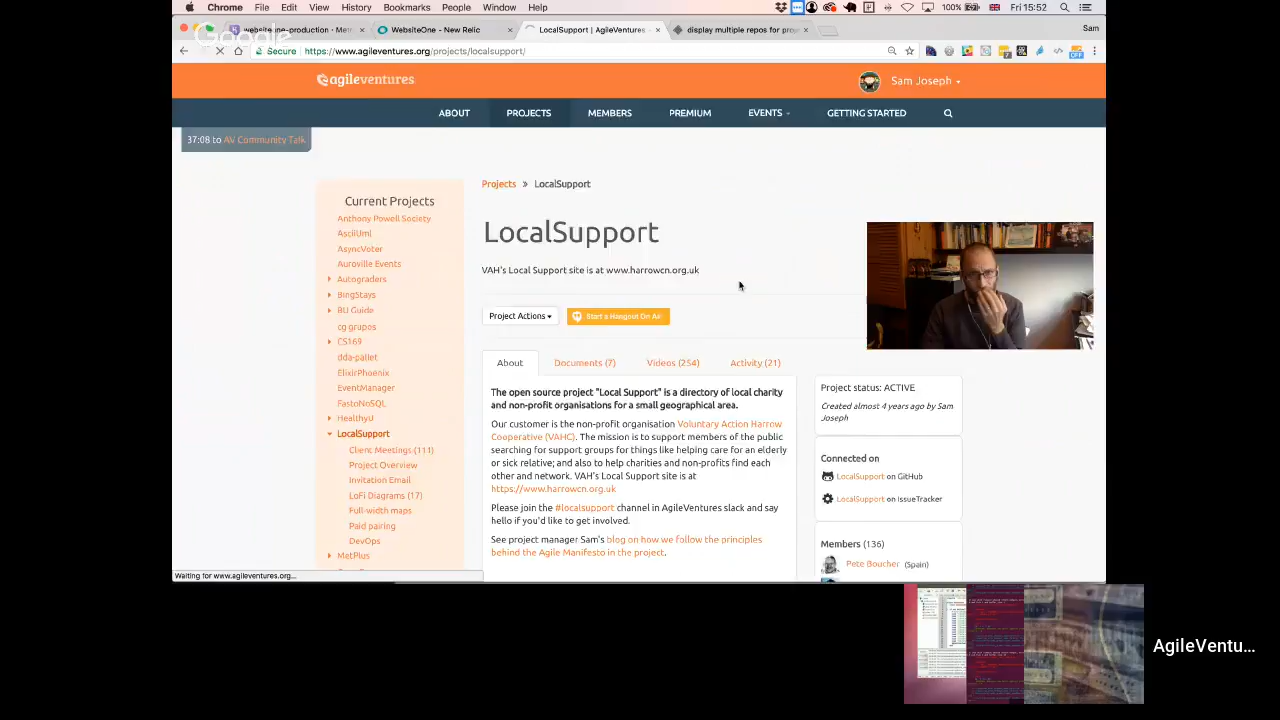 Chrome File Edit View History Bookmarks People Window Help 100% Fri 15:52
WebsiteOne - New Relic
LocalSupport | AgileVentures
display multiple repos for
Sam
Google
Secure https://www.agileventures.org/projects/localsupport/
agileventures
Sam Joseph
ABOUT PROJECTS MEMBERS PREMIUM EVENTS GETTING STARTED
37:08 to AV Community Talk
Projects » LocalSupport
Current Projects
Anthony Powell Society
AsciiUml
AsyncVoter
Auroville Events
Autograders
BingStays
BU Guide
cg grupos
CS169
dda-pallet
ElixirPhoenix
EventManager
FastoNoSQL
HealthyU
LocalSupport
Client Meetings (111)
Project Overview
Invitation Email
LoFi Diagrams (17)
Full-width maps
Paid pairing
DevOps
MetPlus
LocalSupport
VAH's Local Support site is at www.harrowcn.org.uk
Project Actions
Start a Hangout On Air
About Documents (7) Videos (254) Activity (21)
The open source project "Local Support" is a directory of local charity
and non-profit organisations for a small geographical area.
Our customer is the non-profit organisation Voluntary Action Harrow
Cooperative (VAHC). The mission is to support members of the public
searching for support groups for things like helping care for an elderly
or sick relative; and also to help charities and non-profits find each
other and network. VAH's Local Support site is at
https://www.harrowcn.org.uk
Please join the #localsupport channel in AgileVentures slack and say
hello if you'd like to get involved.
See project manager Sam's blog on how we follow the principles
behind the Agile Manifesto in the project.
Project status: ACTIVE
Created almost 4 years ago by Sam
Joseph
Connected on
LocalSupport on GitHub
LocalSupport on IssueTracker
Members (136)
Pete Boucher (Spain)
Waiting for www.agileventures.org...
AgileVentu...